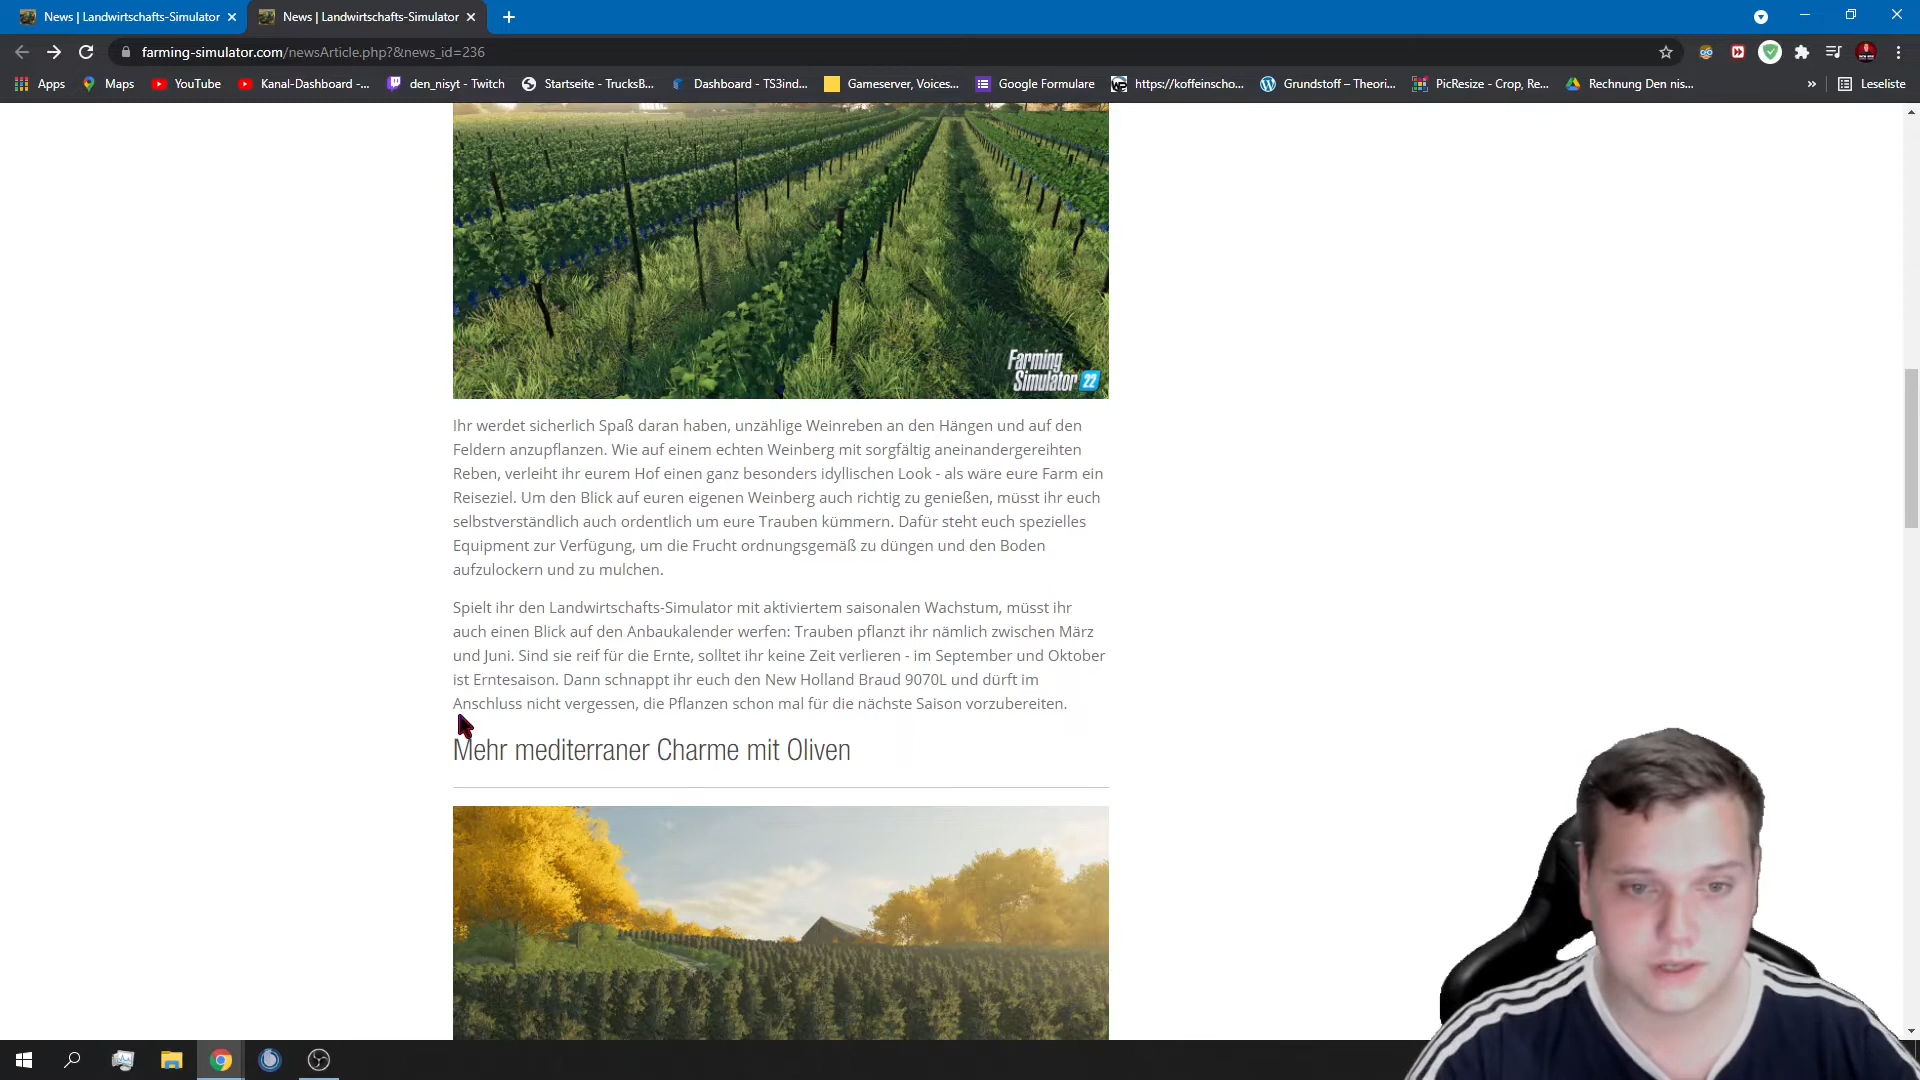 News | Landwirtschafts-Simulator
News | Landwirtschafts-Simulator
farming-simulator.com/newsArticle.php?&news_id=236
Apps
Maps
YouTube
Kanal-Dashboard -...
den_nisyt - Twitch
Startseite - TrucksB...
Dashboard - TS3ind...
Gameserver, Voices...
Google Formulare
https://koffeinscho...
Grundstoff – Theori...
PicResize - Crop, Re...
Rechnung Den nis...
»
Leseliste
Farming
Simulator 22
Ihr werdet sicherlich Spaß daran haben, unzählige Weinreben an den Hängen und auf den
Feldern anzupflanzen. Wie auf einem echten Weinberg mit sorgfältig aneinandergereihten
Reben, verleiht ihr eurem Hof einen ganz besonders idyllischen Look - als wäre eure Farm ein
Reiseziel. Um den Blick auf euren eigenen Weinberg auch richtig zu genießen, müsst ihr euch
selbstverständlich auch ordentlich um eure Trauben kümmern. Dafür steht euch spezielles
Equipment zur Verfügung, um die Frucht ordnungsgemäß zu düngen und den Boden
aufzulockern und zu mulchen.
Spielt ihr den Landwirtschafts-Simulator mit aktiviertem saisonalen Wachstum, müsst ihr
auch einen Blick auf den Anbaukalender werfen: Trauben pflanzt ihr nämlich zwischen März
und Juni. Sind sie reif für die Ernte, solltet ihr keine Zeit verlieren - im September und Oktober
ist Erntesaison. Dann schnappt ihr euch den New Holland Braud 9070L und dürft im
Anschluss nicht vergessen, die Pflanzen schon mal für die nächste Saison vorzubereiten.
Mehr mediterraner Charme mit Oliven